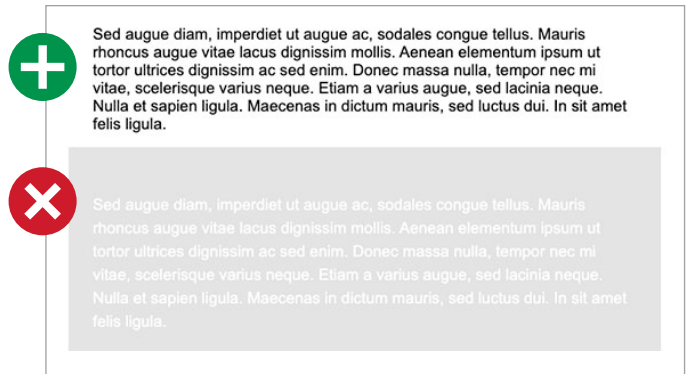 Sed augue diam, imperdiet ut augue ac, sodales congue tellus. Mauris
rhoncus augue vitae lacus dignissim mollis. Aenean elementum ipsum ut
tortor ultrices dignissim ac sed enim. Donec massa nulla, tempor nec mi
vitae, scelerisque varius neque. Etiam a varius augue, sed lacinia neque.
Nulla et sapien ligula. Maecenas in dictum mauris, sed luctus dui. In sit amet
felis ligula.
Sed augue diam, imperdiet ut augue ac, sodales congue tellus. Mauris
rhoncus augue vitae lacus dignissim mollis. Aenean elementum ipsum ut
tortor ultrices dignissim ac sed enim. Donec massa nulla, tempor nec mi
vitae, scelerisque varius neque. Etiam a varius augue, sed lacinia neque.
Nulla et sapien ligula. Maecenas in dictum mauris, sed luctus dui. In sit amet
felis ligula.